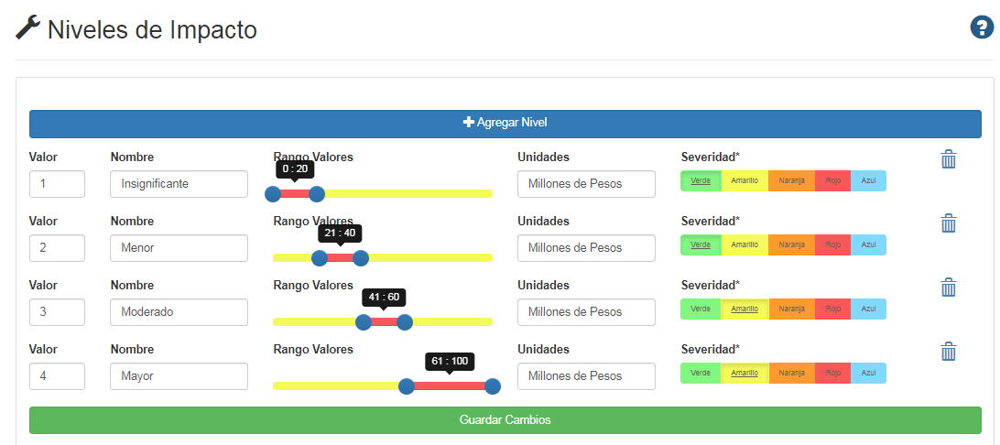 Niveles de Impacto
?
Agregar Nivel
Valor Nombre Rango Valores Unidades Severidad*
0 : 20
1 Insignificante Millones de Pesos Verde Amarillo Naranja Rojo Azul
Valor Nombre Rango Valores Unidades Severidad*
21 : 40
2 Menor Millones de Pesos Verde Amarillo Naranja Rojo Azul
Valor Nombre Rango Valores Unidades Severidad*
41 : 60
3 Moderado Millones de Pesos Verde Amarillo Naranja Rojo Azul
Valor Nombre Rango Valores Unidades Severidad*
61 : 100
4 Mayor Millones de Pesos Verde Amarillo Naranja Rojo Azul
Guardar Cambios